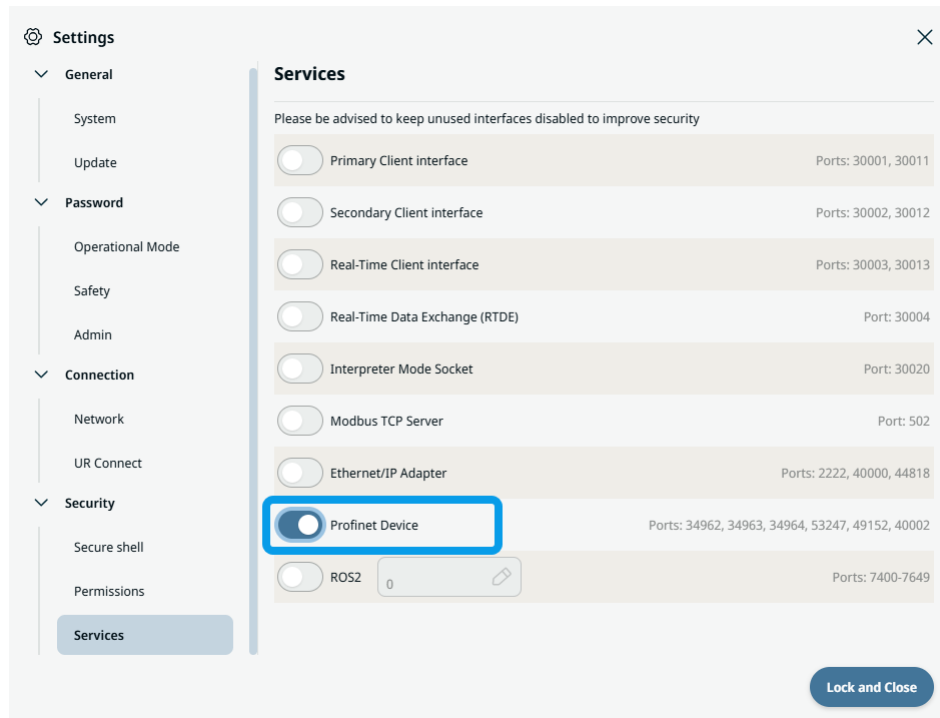 Settings
General
System
Update
Password
Operational Mode
Safety
Admin
Connection
Network
UR Connect
Security
Secure shell
Permissions
Services
Services
Please be advised to keep unused interfaces disabled to improve security
Primary Client interface Ports: 30001, 30011
Secondary Client interface Ports: 30002, 30012
Real-Time Client interface Ports: 30003, 30013
Real-Time Data Exchange (RTDE) Port: 30004
Interpreter Mode Socket Port: 30020
Modbus TCP Server Port: 502
Ethernet/IP Adapter Ports: 2222, 40000, 44818
Profinet Device Ports: 34962, 34963, 34964, 53247, 49152, 40002
ROS2 0 Ports: 7400-7649
Lock and Close